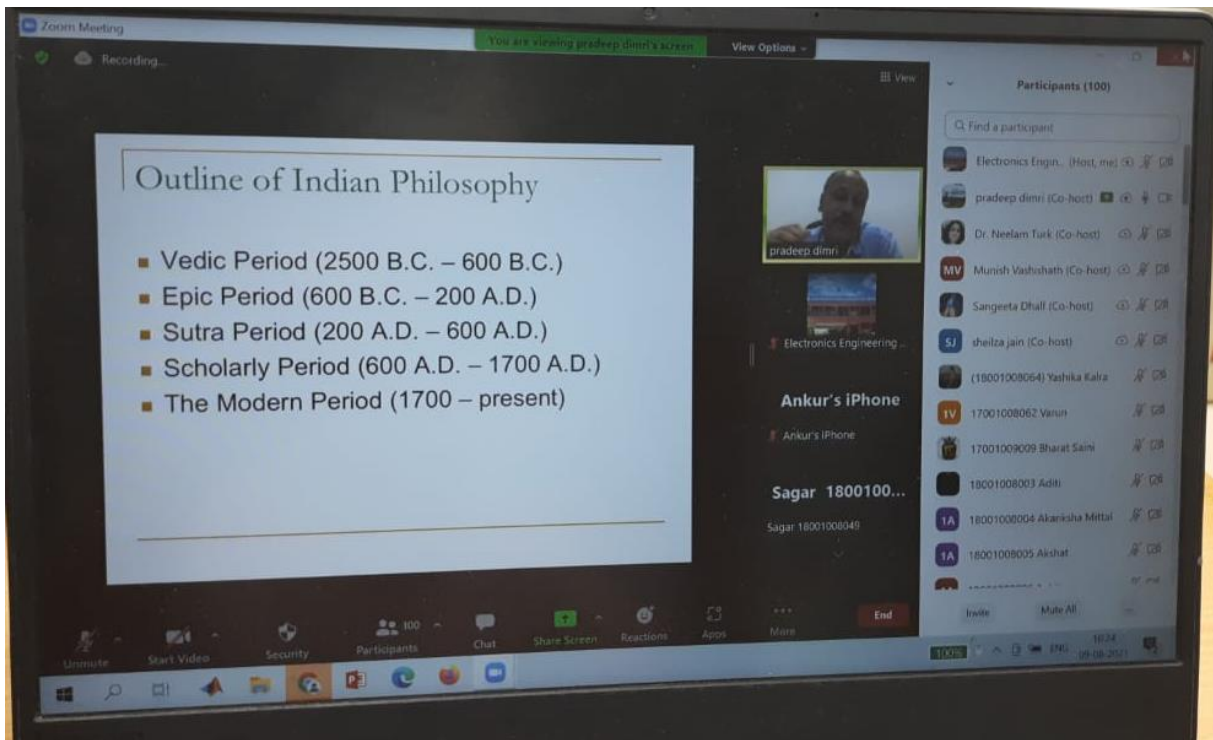 Zoom Meeting
You are viewing pradeep dimri's screen
View Options
Recording...
View
Outline of Indian Philosophy
Vedic Period (2500 B.C. – 600 B.C.)
Epic Period (600 B.C. – 200 A.D.)
Sutra Period (200 A.D. – 600 A.D.)
Scholarly Period (600 A.D. – 1700 A.D.)
The Modern Period (1700 – present)
pradeep dimri
Electronics Engineering ...
Ankur's iPhone
Ankur's iPhone
Sagar 1800100...
Sagar 18001008049
Participants (100)
Find a participant
Electronics Engin... (Host, me)
pradeep dimri (Co-host)
Dr. Neelam Turk (Co-host)
MV Munish Vashishath (Co-host)
Sangeeta Dhall (Co-host)
SJ sheilza jain (Co-host)
(18001008064) Yashika Kalra
1V 17001008062 Varun
17001009009 Bharat Saini
18001008003 Aditi
1A 18001008004 Akanksha Mittal
1A 18001008005 Akshat
Invite
Mute All
Unmute
Start Video
Security
Participants
100
Chat
Share Screen
Reactions
Apps
More
End
100%
ENG
10:24
09-08-2021